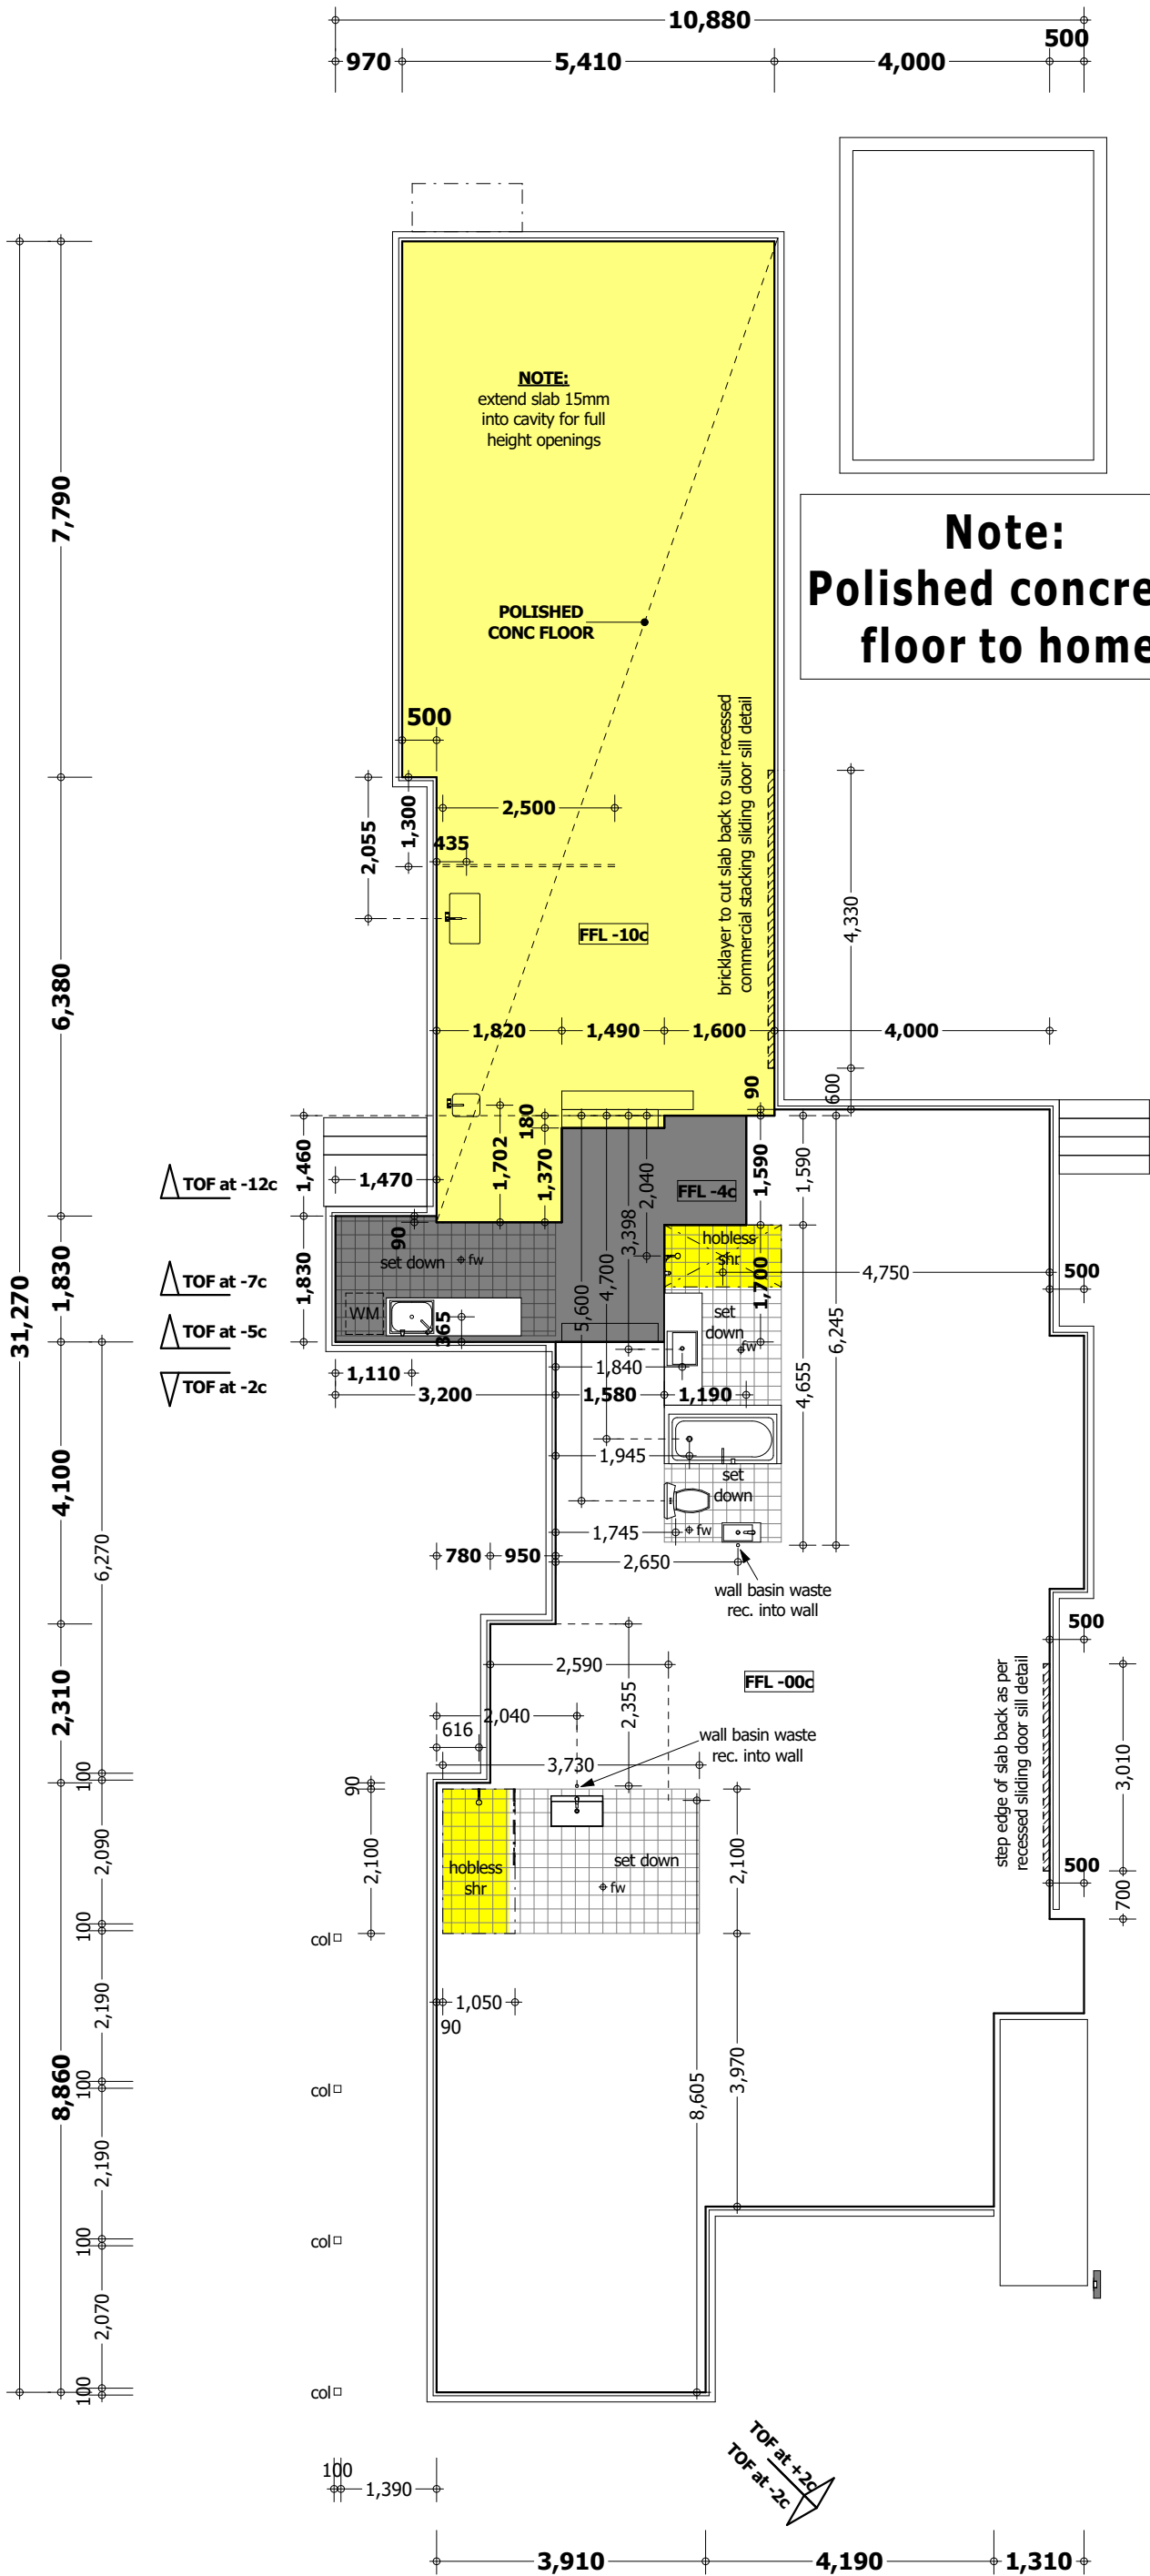 10,880
500
970
5,410
4,000
NOTE:
extend slab 15mm
into cavity for full
height openings
Note:
Polished concre
floor to home
POLISHED
CONC FLOOR
bricklayer to cut slab back to suit recessed
commercial stacking sliding door sill detail
31,270
7,790
6,380
1,830
4,100
2,310
8,860
500
2,500
435
1,300
2,055
FFL -10c
4,330
600
1,820
1,490
1,600
4,000
90
180
1,702
1,370
1,460
1,470
TOF at -12c
1,830
90
TOF at -7c
TOF at -5c
TOF at -2c
set down
fw
WM
365
FFL -4c
2,040
3,398
4,700
5,600
1,590
1,590
hobless
shr
1,700
4,750
500
6,245
4,655
set
down
fw
1,110
3,200
1,840
1,580
1,190
1,945
set
down
1,745
fw
780
950
2,650
wall basin waste
rec. into wall
6,270
500
2,590
2,355
FFL -00c
2,040
616
wall basin waste
rec. into wall
3,730
step edge of slab back as per
recessed sliding door sill detail
3,010
500
700
100
90
2,090
2,100
hobless
shr
set down
fw
2,100
100
col
2,190
1,050
90
3,970
8,605
100
col
2,190
100
col
2,070
100
col
100
1,390
TOF at +2c
TOF at -2c
3,910
4,190
1,310